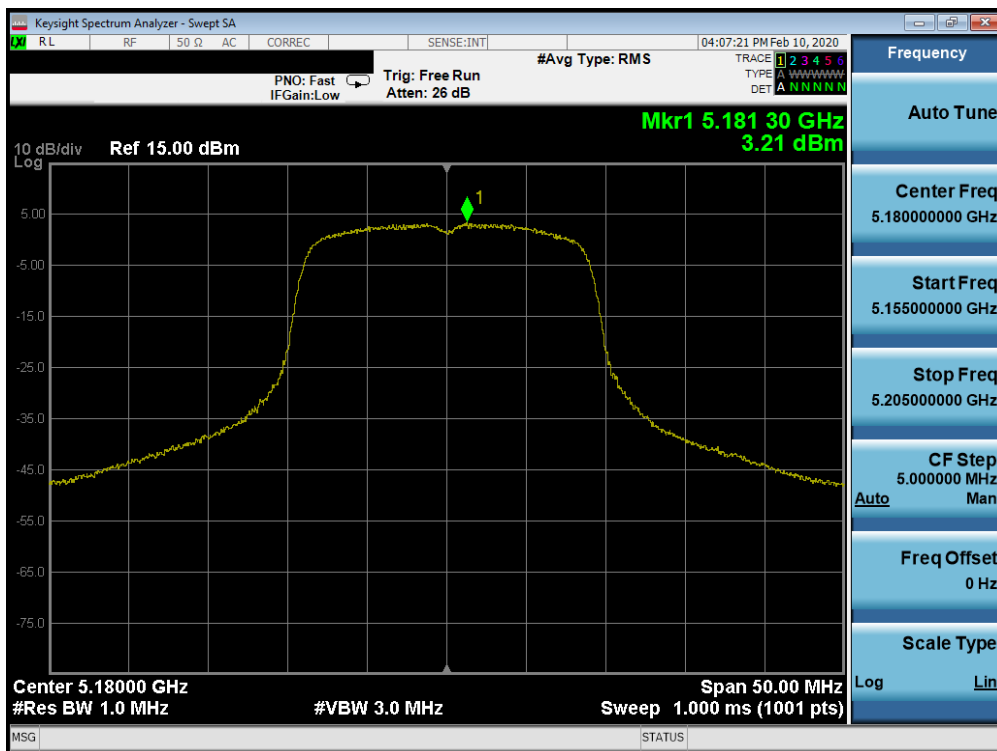 Keysight Spectrum Analyzer - Swept SA
LXI RL RF 50 Ω AC CORREC SENSE:INT 04:07:21 PM Feb 10, 2020
#Avg Type: RMS TRACE 1 2 3 4 5 6
PNO: Fast Trig: Free Run TYPE A WWWWW
IFGain:Low Atten: 26 dB DET A N N N N N
Mkr1 5.181 30 GHz
3.21 dBm
10 dB/div Ref 15.00 dBm
Log
1
5.00
-5.00
-15.0
-25.0
-35.0
-45.0
-55.0
-65.0
-75.0
Center 5.18000 GHz Span 50.00 MHz
#Res BW 1.0 MHz #VBW 3.0 MHz Sweep 1.000 ms (1001 pts)
MSG STATUS
Frequency
Auto Tune
Center Freq
5.180000000 GHz
Start Freq
5.155000000 GHz
Stop Freq
5.205000000 GHz
CF Step
5.000000 MHz
Auto Man
Freq Offset
0 Hz
Scale Type
Log Lin